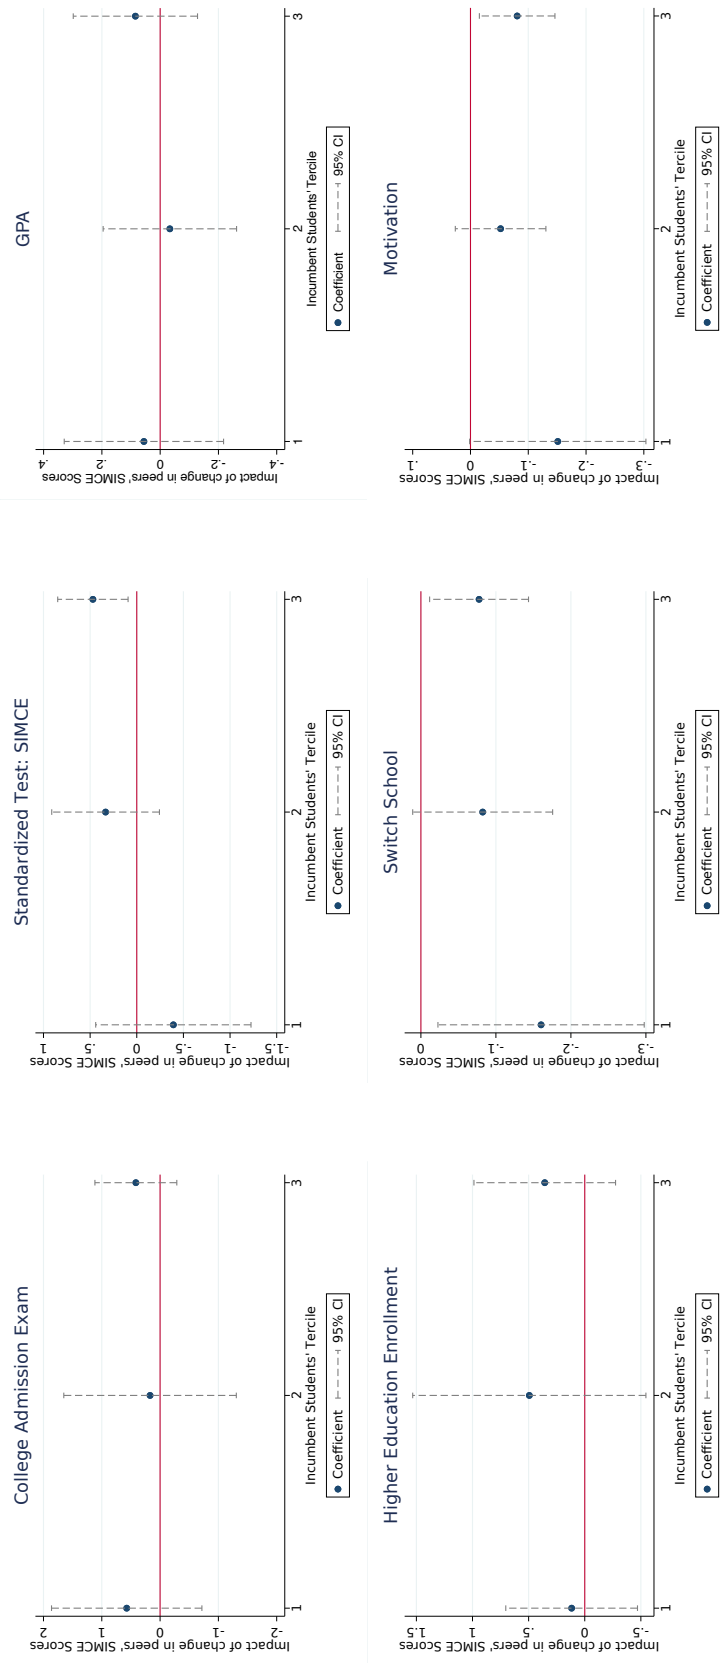 College Admission Exam
Impact of change in peers' SIMCE Scores
2
1
0
-1
-2
1 2 3
Incumbent Students' Tercile
Coefficient 95% CI
Standardized Test: SIMCE
Impact of change in peers' SIMCE Scores
1
.5
0
-.5
-1
-1.5
1 2 3
Incumbent Students' Tercile
Coefficient 95% CI
GPA
Impact of change in peers' SIMCE Scores
.4
.2
0
-.2
-.4
1 2 3
Incumbent Students' Tercile
Coefficient 95% CI
Higher Education Enrollment
Impact of change in peers' SIMCE Scores
1.5
1
.5
0
-.5
1 2 3
Incumbent Students' Tercile
Coefficient 95% CI
Switch School
Impact of change in peers' SIMCE Scores
0
-.1
-.2
-.3
1 2 3
Incumbent Students' Tercile
Coefficient 95% CI
Motivation
Impact of change in peers' SIMCE Scores
.1
0
-.1
-.2
-.3
1 2 3
Incumbent Students' Tercile
Coefficient 95% CI